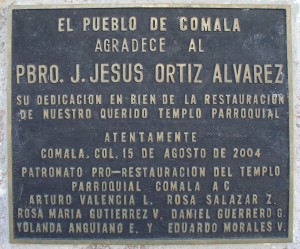 EL PUEBLO DE COMALA
AGRADECE AL
PBRO. J. JESUS ORTIZ ALVAREZ
SU DEDICACION EN BIEN DE LA RESTAURACION
DE NUESTRO QUERIDO TEMPLO PARROQUIAL
ATENTAMENTE
COMALA, COL. 15 DE AGOSTO DE 2004
PATRONATO PRO-RESTAURACION DEL TEMPLO
PARROQUIAL COMALA A C
ARTURO VALENCIA L. ROSA SALAZAR Z.
ROSA MARIA GUTIERREZ V. DANIEL GUERRERO G.
YOLANDA ANGUIANO E. Y EDUARDO MORALES V.